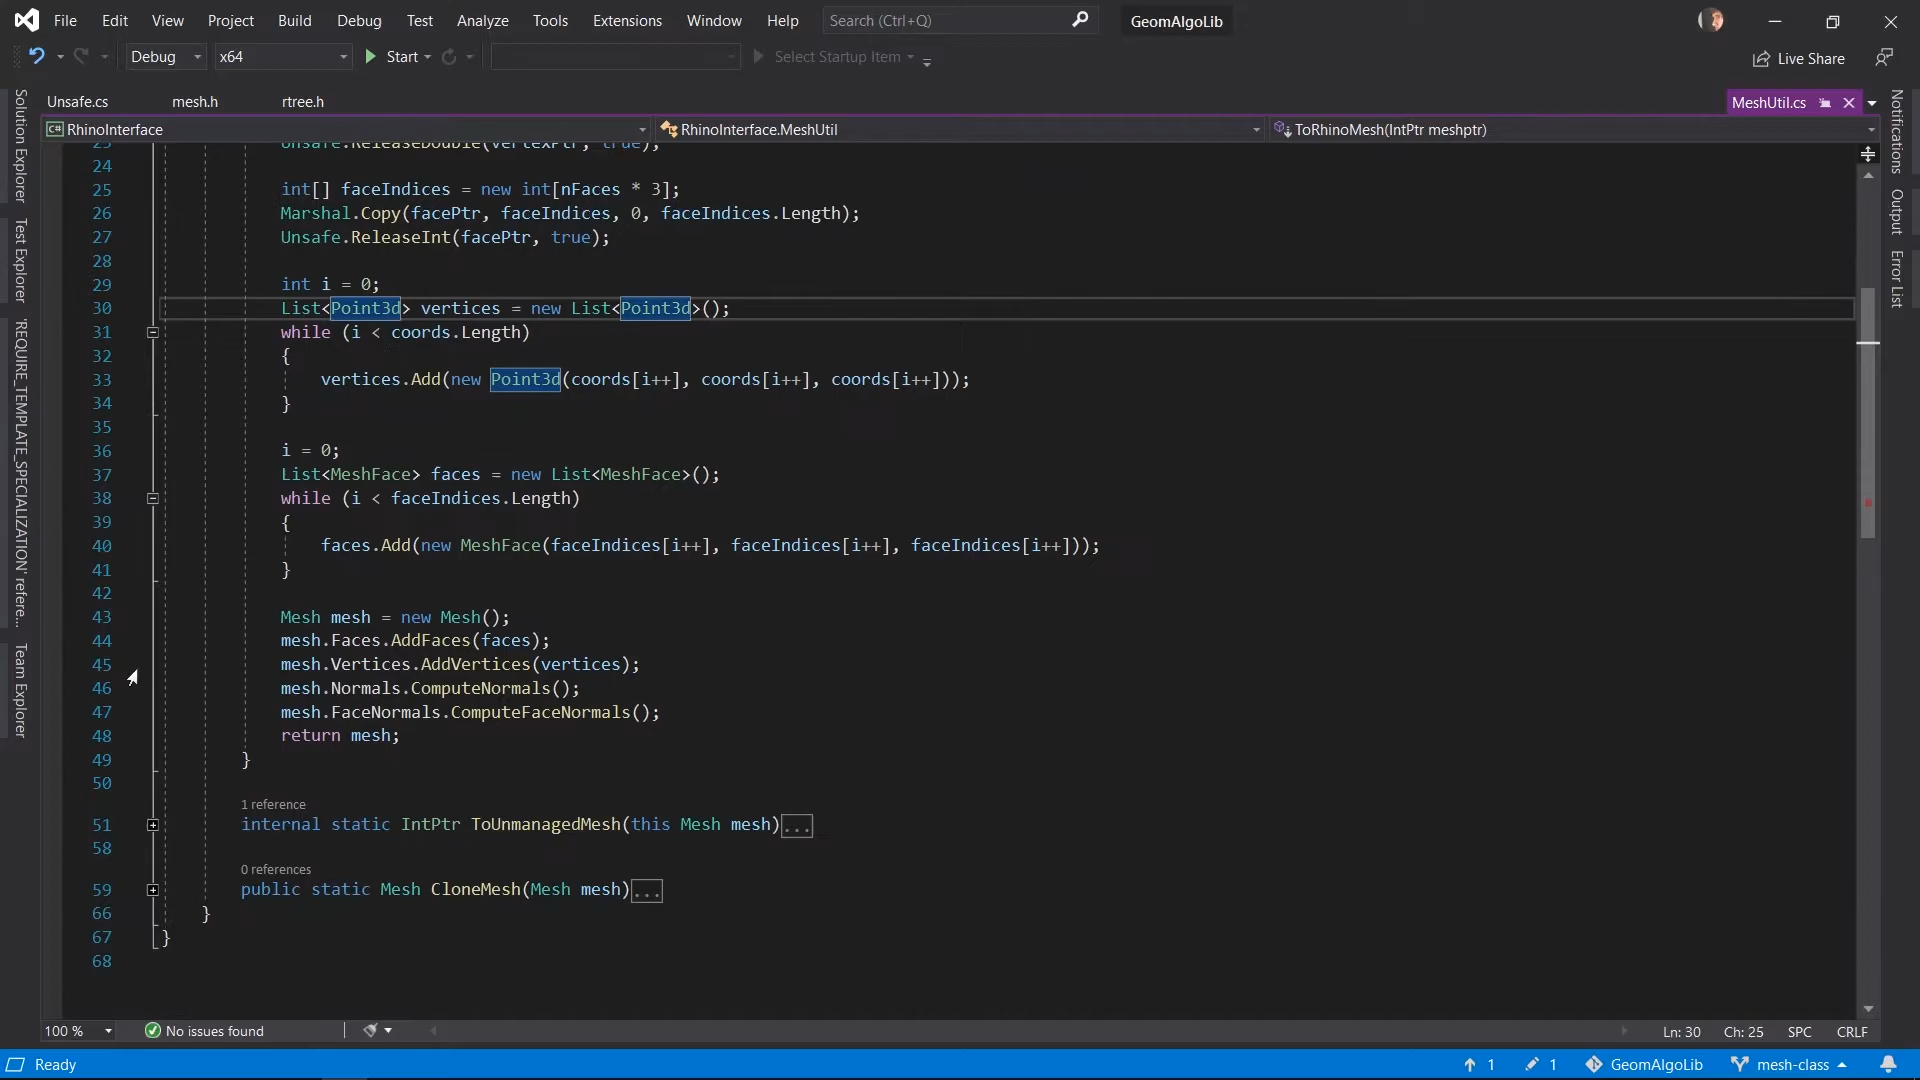 File Edit View Project Build Debug Test Analyze Tools Extensions Window Help Search (Ctrl+Q) GeomAlgoLib
Debug x64 Start Select Startup Item Live Share
Unsafe.cs mesh.h rtree.h MeshUtil.cs
C# RhinoInterface RhinoInterface.MeshUtil ToRhinoMesh(IntPtr meshptr)
Solution Explorer
Test Explorer
'REQUIRE_TEMPLATE_SPECIALIZATION' refere...
Team Explorer
23 Unsafe.ReleaseDouble(vertexPtr, true);
24
25 int[] faceIndices = new int[nFaces * 3];
26 Marshal.Copy(facePtr, faceIndices, 0, faceIndices.Length);
27 Unsafe.ReleaseInt(facePtr, true);
28
29 int i = 0;
30 List<Point3d> vertices = new List<Point3d>();
31 while (i < coords.Length)
32 {
33 vertices.Add(new Point3d(coords[i++], coords[i++], coords[i++]));
34 }
35
36 i = 0;
37 List<MeshFace> faces = new List<MeshFace>();
38 while (i < faceIndices.Length)
39 {
40 faces.Add(new MeshFace(faceIndices[i++], faceIndices[i++], faceIndices[i++]));
41 }
42
43 Mesh mesh = new Mesh();
44 mesh.Faces.AddFaces(faces);
45 mesh.Vertices.AddVertices(vertices);
46 mesh.Normals.ComputeNormals();
47 mesh.FaceNormals.ComputeFaceNormals();
48 return mesh;
49 }
50
1 reference
51 internal static IntPtr ToUnmanagedMesh(this Mesh mesh)...
58
0 references
59 public static Mesh CloneMesh(Mesh mesh)...
66 }
67 }
68
Notifications
Output
Error List
100 % No issues found Ln: 30 Ch: 25 SPC CRLF
Ready 1 1 GeomAlgoLib mesh-class